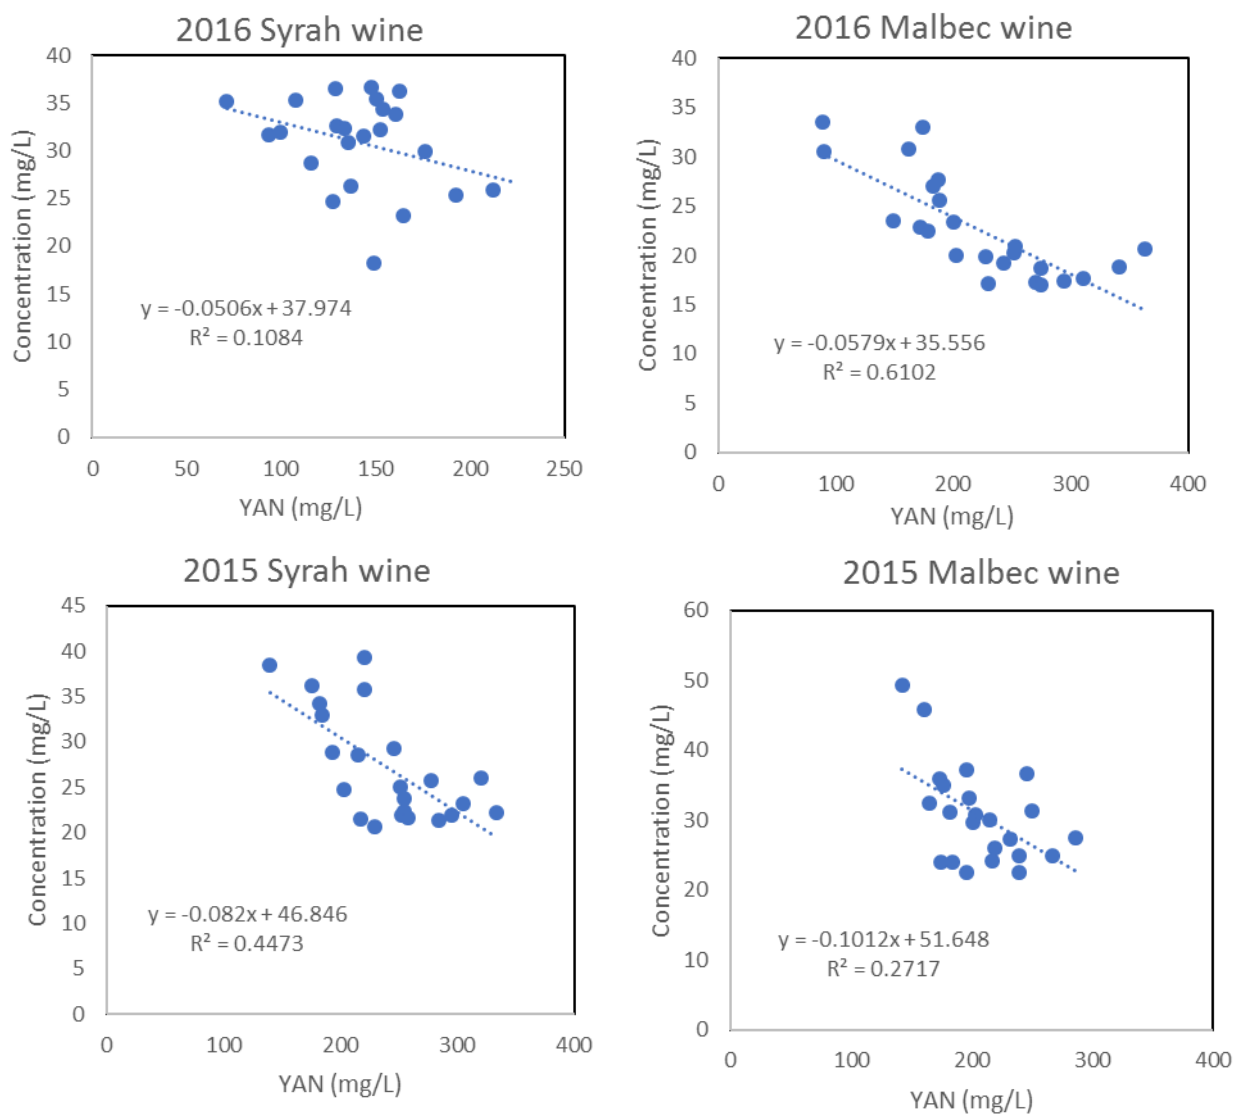 2016 Syrah wine
40
35
30
25
20
15
10
5
0
Concentration (mg/L)
y = -0.0506x + 37.974
R² = 0.1084
0 50 100 150 200 250
YAN (mg/L)
2016 Malbec wine
40
35
30
25
20
15
10
5
0
Concentration (mg/L)
y = -0.0579x + 35.556
R² = 0.6102
0 100 200 300 400
YAN (mg/L)
2015 Syrah wine
45
40
35
30
25
20
15
10
5
0
Concentration (mg/L)
y = -0.082x + 46.846
R² = 0.4473
0 100 200 300 400
YAN (mg/L)
2015 Malbec wine
60
50
40
30
20
10
0
Concentration (mg/L)
y = -0.1012x + 51.648
R² = 0.2717
0 100 200 300 400
YAN (mg/L)